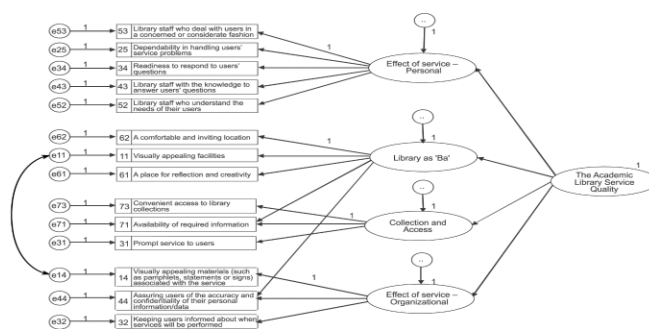 e53 1 53 Library staff who deal with users in
a concerned or considerate fashion
e25 1 25 Dependability in handling users'
service problems
e34 1 34 Readiness to respond to users'
questions
e43 1 43 Library staff with the knowledge to
answer users' questions
e52 1 52 Library staff who understand the
needs of their users
1
..
1
Effect of service –
Personal
e62 1 62 A comfortable and inviting location
e11 1 11 Visually appealing facilities
e61 1 61 A place for reflection and creativity
1
..
1
Library as 'Ba'
e73 1 73 Convenient access to library
collections
e71 1 71 Availability of required information
e31 1 31 Prompt service to users
1
..
1
Collection and
Access
e14 1 14 Visually appealing materials (such
as pamphlets, statements or signs)
associated with the service
e44 1 44 Assuring users of the accuracy and
confidentiality of their personal
information/data
e32 1 32 Keeping users informed about when
services will be performed
1
..
1
Effect of service –
Organizational
1
The Academic
Library Service
Quality